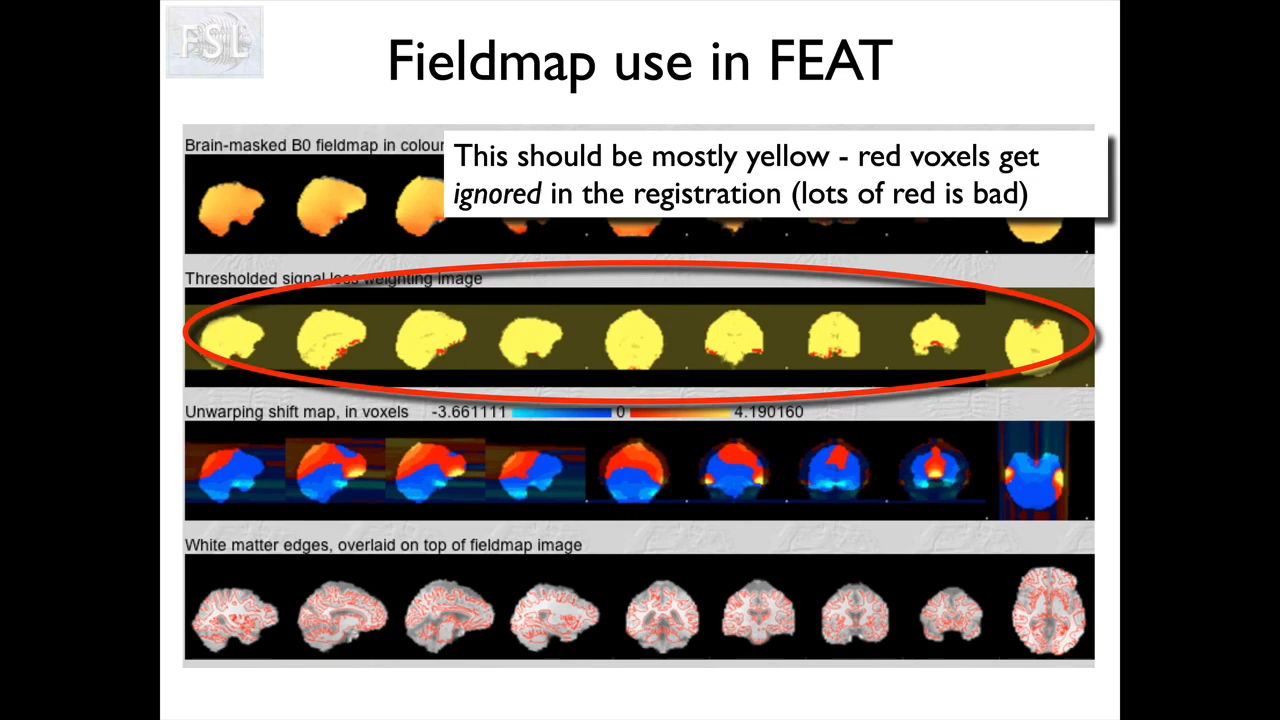 FSL
Fieldmap use in FEAT
Brain-masked B0 fieldmap in colour
This should be mostly yellow - red voxels get
ignored in the registration (lots of red is bad)
Thresholded signal loss weighting image
Unwarping shift map, in voxels -3.661111 0 4.190160
White matter edges, overlaid on top of fieldmap image